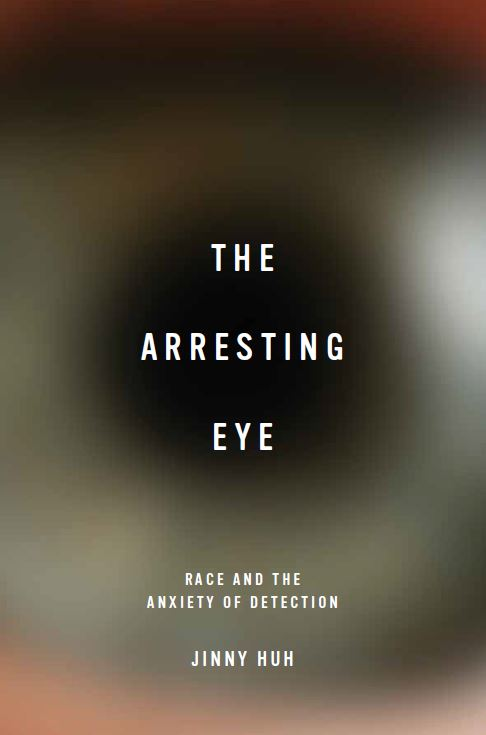 THE
ARRESTING
EYE
RACE AND THE
ANXIETY OF DETECTION
JINNY HUH